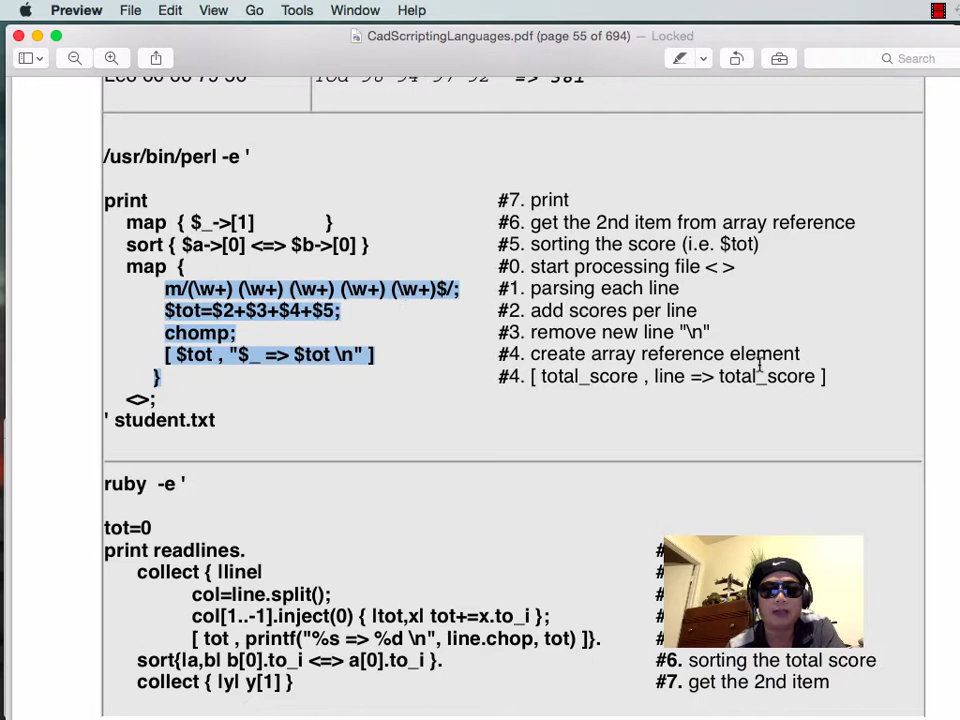 Preview File Edit View Go Tools Window Help
CadScrriptingLanguages.pdf (page 55 of 694) — Locked
Search
/usr/bin/perl -e '
print #7. print
map { $_->[1] } #6. get the 2nd item from array reference
sort { $a->[0] <=> $b->[0] } #5. sorting the score (i.e. $tot)
map { #0. start processing file < >
m/(\w+) (\w+) (\w+) (\w+) (\w+)$/; #1. parsing each line
$tot=$2+$3+$4+$5; #2. add scores per line
chomp; #3. remove new line "\n"
[ $tot , "$_ => $tot \n" ] #4. create array reference element
} #4. [ total_score , line => total_score ]
<>;
' student.txt
ruby -e '
tot=0
print readlines.
collect { |line|
col=line.split();
col[1..-1].inject(0) { |tot,x| tot+=x.to_i };
[ tot , printf("%s => %d \n", line.chop, tot) ]}.
sort{|a,b| b[0].to_i <=> a[0].to_i }. #6. sorting the total score
collect { |y| y[1] } #7. get the 2nd item